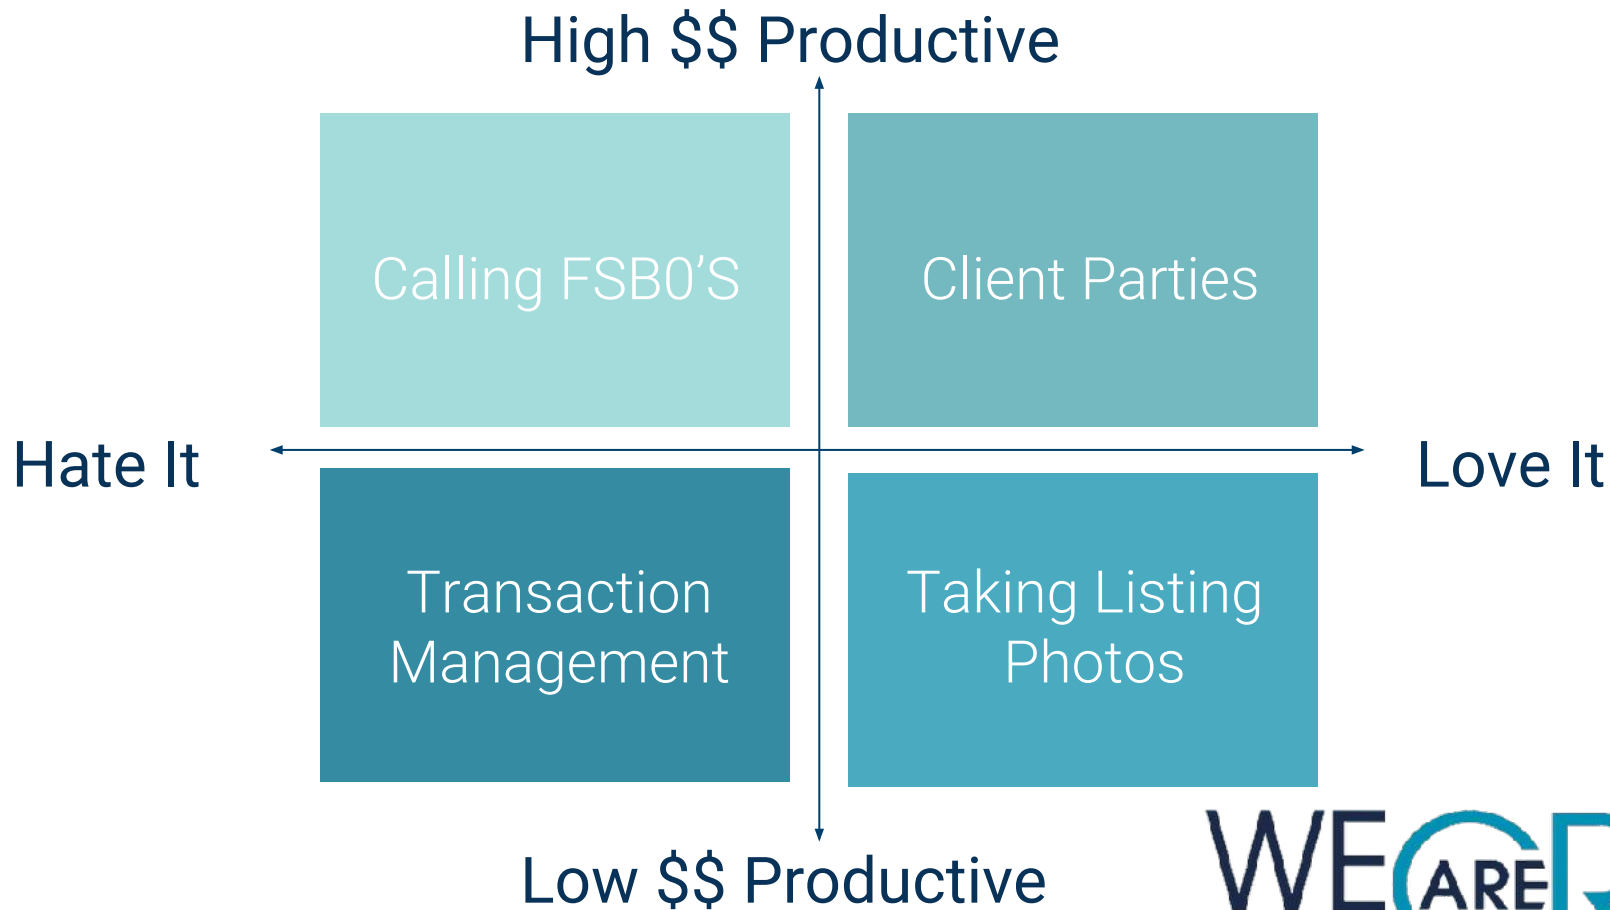 High $$ Productive
Calling FSB0'S
Client Parties
Hate It
Love It
Transaction
Management
Taking Listing
Photos
Low $$ Productive
WE ARE